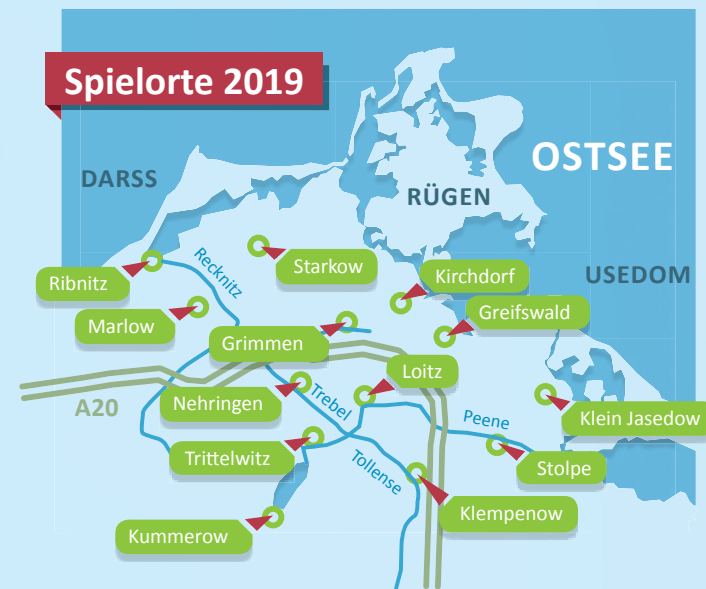 Spielorte 2019
OSTSEE
DARSS
RÜGEN
USEDOM
Recknitz
Starkow
Ribnitz
Kirchdorf
Marlow
Greifswald
Grimmen
Loitz
A20
Nehringen
Trebel
Peene
Klein Jasedow
Trittelwitz
Tollense
Stolpe
Klempenow
Kummerow